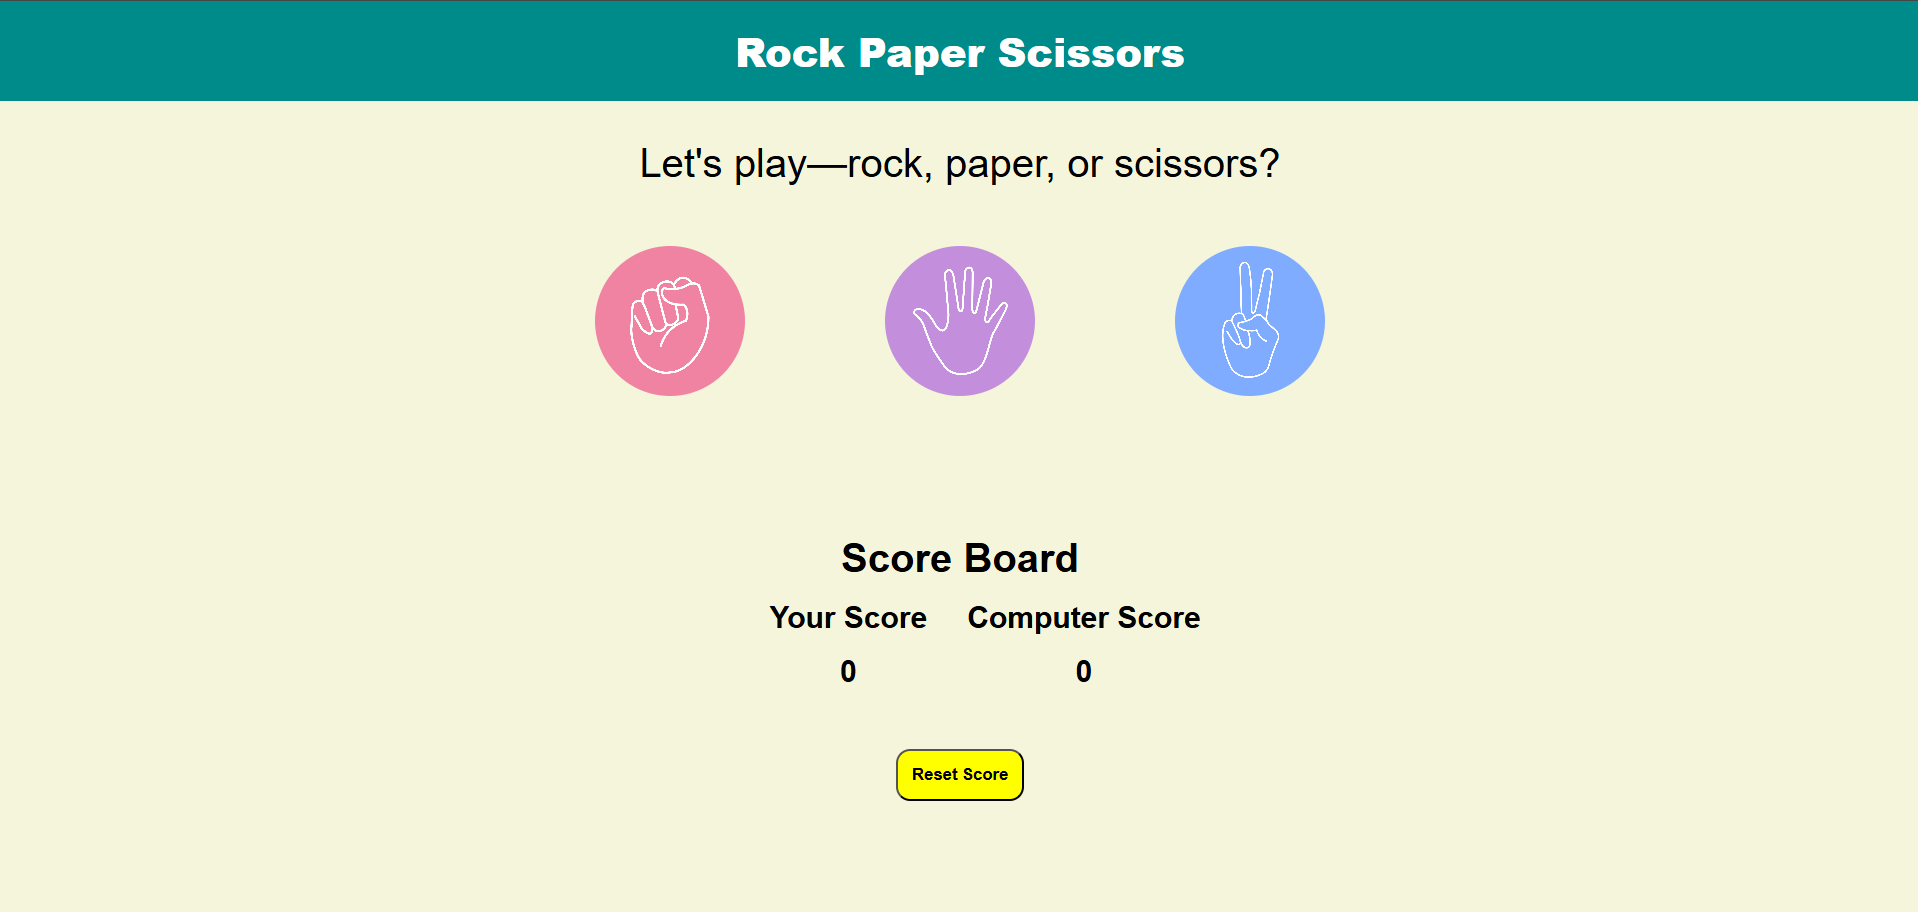 Rock Paper Scissors
Let's play—rock, paper, or scissors?
Score Board
Your Score Computer Score
0 0
Reset Score